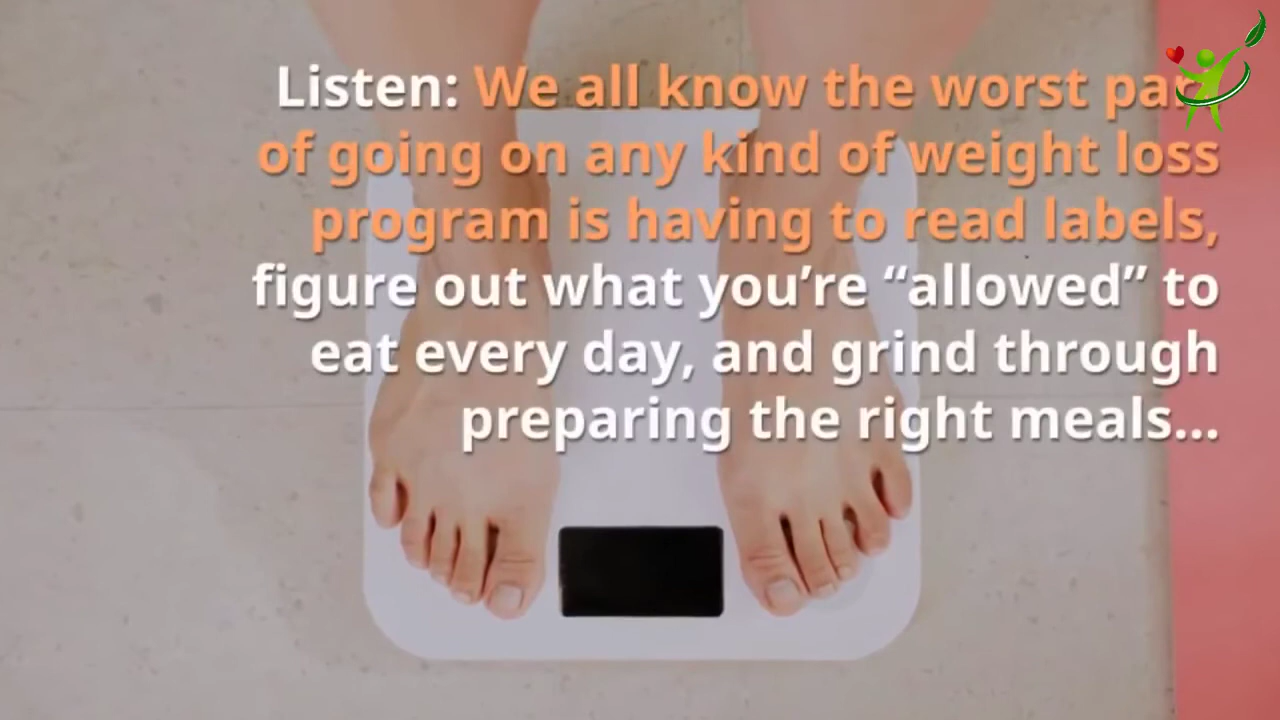 Listen: We all know the worst part
of going on any kind of weight loss
program is having to read labels,
figure out what you’re “allowed” to
eat every day, and grind through
preparing the right meals...